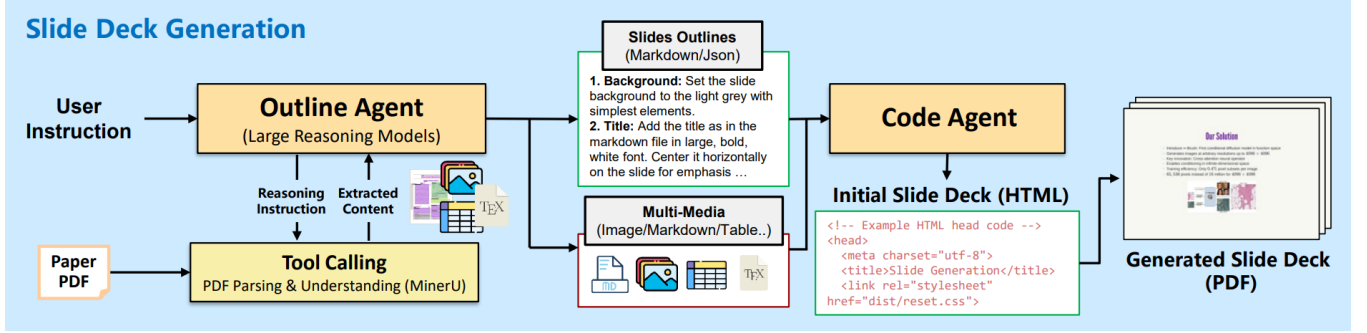 Slide Deck Generation
User
Instruction
Outline Agent
(Large Reasoning Models)
Reasoning
Instruction
Extracted
Content
TEX
Paper
PDF
Tool Calling
PDF Parsing & Understanding (MinerU)
Slides Outlines
(Markdown/Json)
1. Background: Set the slide
background to the light grey with
simplest elements.
2. Title: Add the title as in the
markdown file in large, bold,
white font. Center it horizontally
on the slide for emphasis …
Multi-Media
(Image/Markdown/Table..)
MD
TEX
Code Agent
Initial Slide Deck (HTML)
<!-- Example HTML head code -->
<head>
<meta charset="utf-8">
<title>Slide Generation</title>
<link rel="stylesheet"
href="dist/reset.css">
Our Solution
Generated Slide Deck
(PDF)